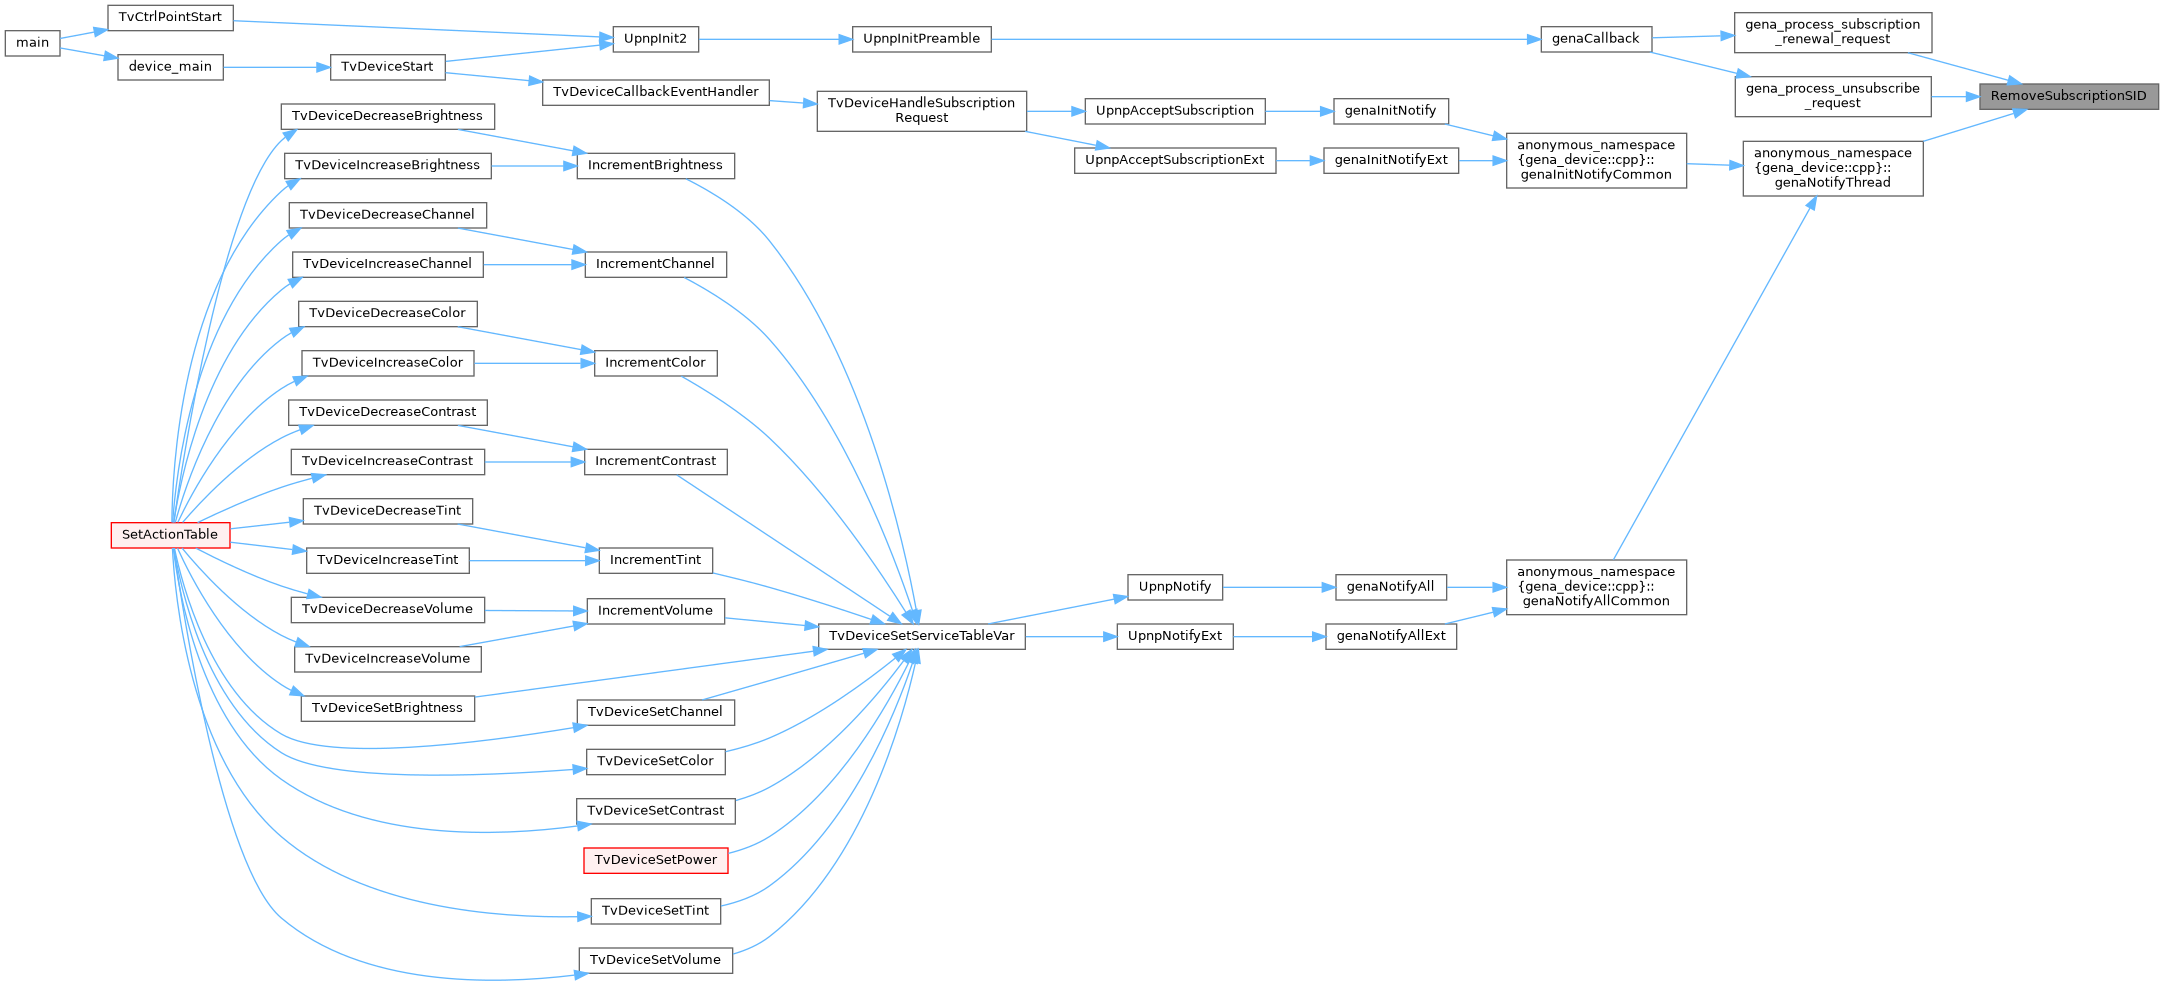 main
TvCtrlPointStart
device_main
TvDeviceStart
UpnpInit2
UpnpInitPreamble
genaCallback
gena_process_subscription
_renewal_request
gena_process_unsubscribe
_request
RemoveSubscriptionSID
TvDeviceCallbackEventHandler
TvDeviceHandleSubscription
Request
UpnpAcceptSubscription
genaInitNotify
UpnpAcceptSubscriptionExt
genaInitNotifyExt
anonymous_namespace
{gena_device::cpp}::
genaInitNotifyCommon
anonymous_namespace
{gena_device::cpp}::
genaNotifyThread
TvDeviceDecreaseBrightness
TvDeviceIncreaseBrightness
IncrementBrightness
TvDeviceDecreaseChannel
TvDeviceIncreaseChannel
IncrementChannel
TvDeviceDecreaseColor
TvDeviceIncreaseColor
IncrementColor
TvDeviceDecreaseContrast
TvDeviceIncreaseContrast
IncrementContrast
SetActionTable
TvDeviceDecreaseTint
TvDeviceIncreaseTint
IncrementTint
TvDeviceDecreaseVolume
TvDeviceIncreaseVolume
IncrementVolume
TvDeviceSetServiceTableVar
UpnpNotify
genaNotifyAll
UpnpNotifyExt
genaNotifyAllExt
anonymous_namespace
{gena_device::cpp}::
genaNotifyAllCommon
TvDeviceSetBrightness
TvDeviceSetChannel
TvDeviceSetColor
TvDeviceSetContrast
TvDeviceSetPower
TvDeviceSetTint
TvDeviceSetVolume